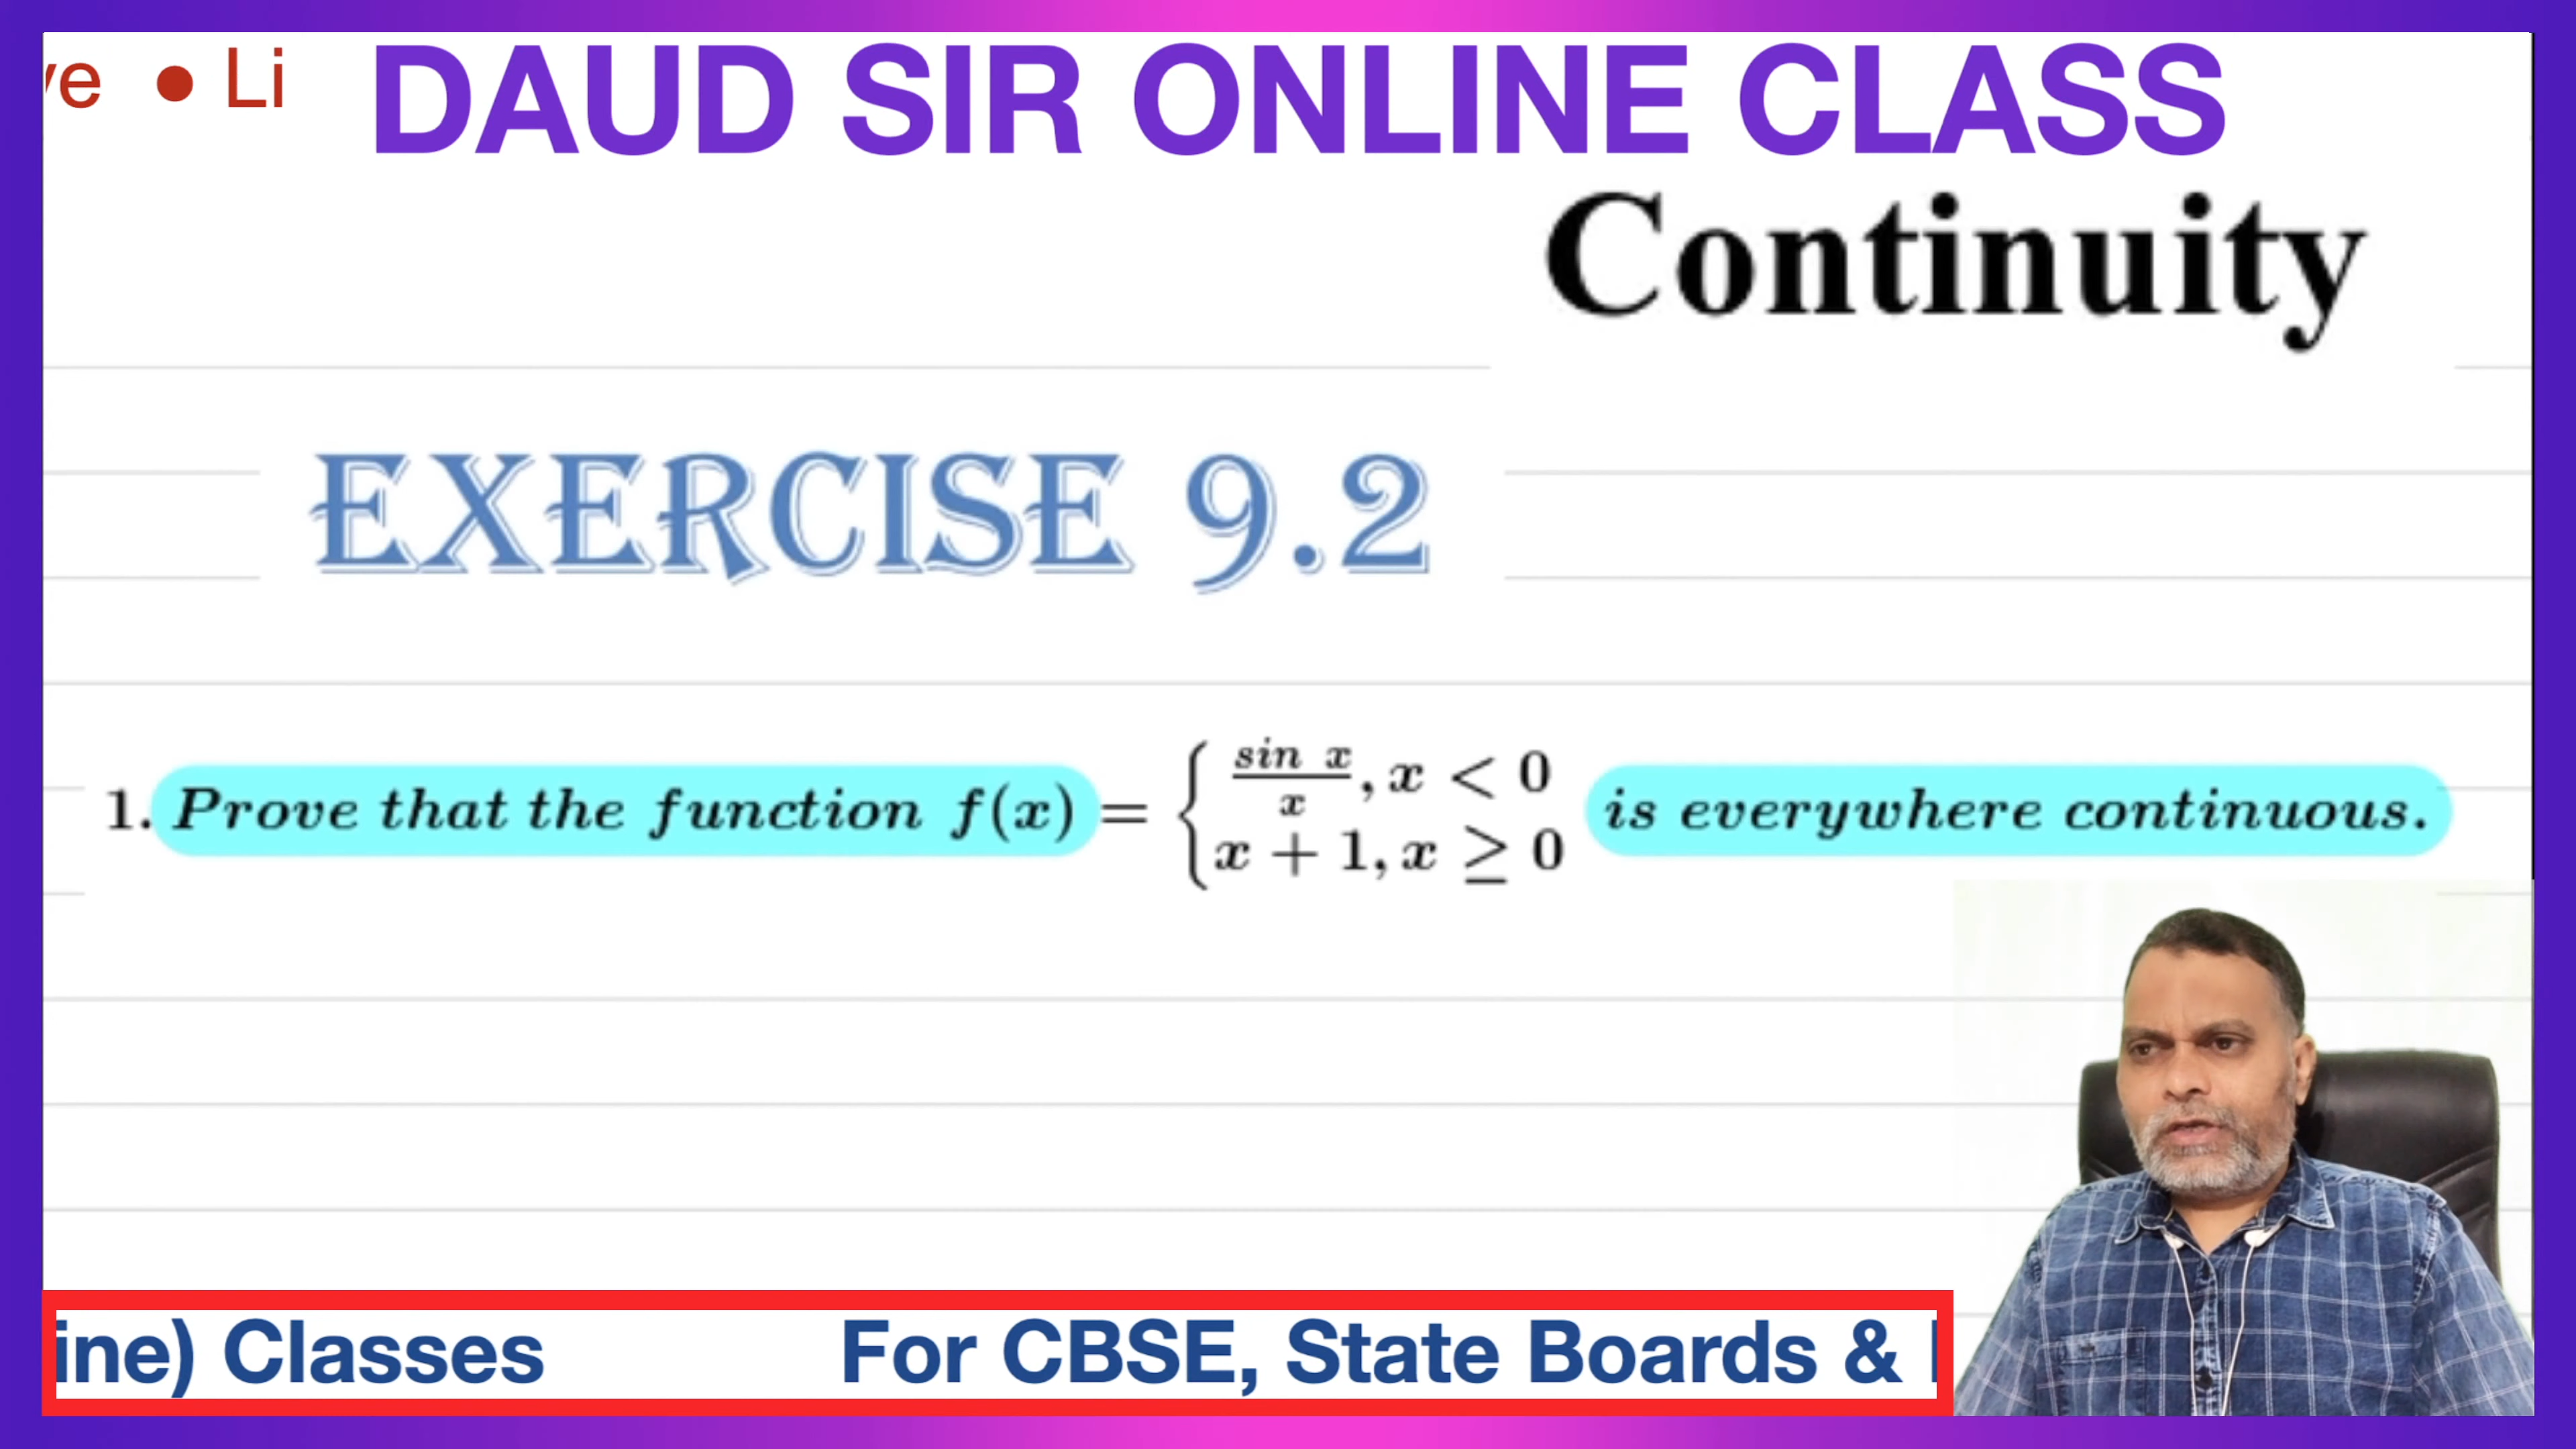 ve ● Li
DAUD SIR ONLINE CLASS
Continuity
EXERCISE 9.2
1. Prove that the function f(x) = { sin x / x , x < 0
x + 1, x ≥ 0
is everywhere continuous.
ine) Classes For CBSE, State Boards &